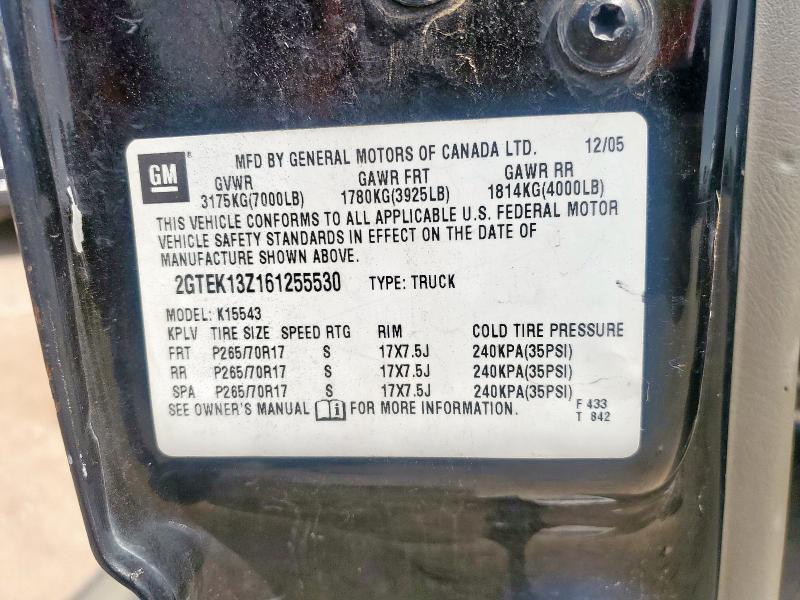 GM
MFD BY GENERAL MOTORS OF CANADA LTD. 12/05
GVWR GAWR FRT GAWR RR
3175KG(7000LB) 1780KG(3925LB) 1814KG(4000LB)
THIS VEHICLE CONFORMS TO ALL APPLICABLE U.S. FEDERAL MOTOR
VEHICLE SAFETY STANDARDS IN EFFECT ON THE DATE OF
MANUFACTURE SHOWN ABOVE.
2GTEK13Z161255530 TYPE: TRUCK
MODEL: K15543
KPLV TIRE SIZE SPEED RTG RIM COLD TIRE PRESSURE
FRT P265/70R17 S 17X7.5J 240KPA(35PSI)
RR P265/70R17 S 17X7.5J 240KPA(35PSI)
SPA P265/70R17 S 17X7.5J 240KPA(35PSI)
SEE OWNER'S MANUAL FOR MORE INFORMATION. F 433
T 842